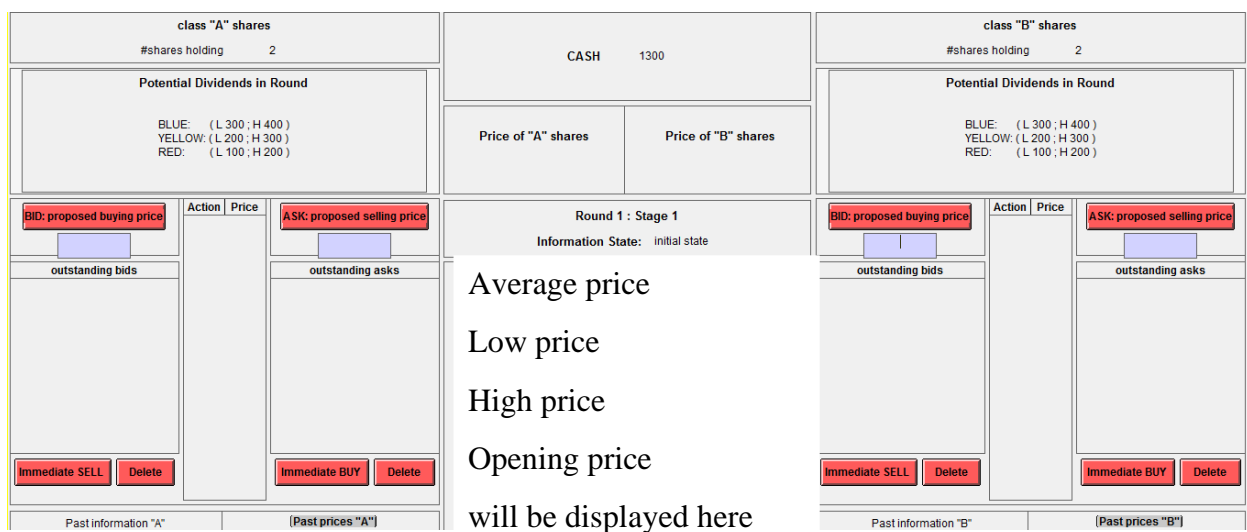 class "A" shares
#shares holding 2
Potential Dividends in Round
BLUE: ( L 300 ; H 400 )
YELLOW: ( L 200 ; H 300 )
RED: ( L 100 ; H 200 )
BID: proposed buying price
Action Price
ASK: proposed selling price
outstanding bids
outstanding asks
Immediate SELL
Delete
Immediate BUY
Delete
Past information "A"
Past prices "A"
CASH 1300
Price of "A" shares
Price of "B" shares
Round 1 : Stage 1
Information State: initial state
Average price
Low price
High price
Opening price
will be displayed here
class "B" shares
#shares holding 2
Potential Dividends in Round
BLUE: ( L 300 ; H 400 )
YELLOW: ( L 200 ; H 300 )
RED: ( L 100 ; H 200 )
BID: proposed buying price
Action Price
ASK: proposed selling price
outstanding bids
outstanding asks
Immediate SELL
Delete
Immediate BUY
Delete
Past information "B"
Past prices "B"